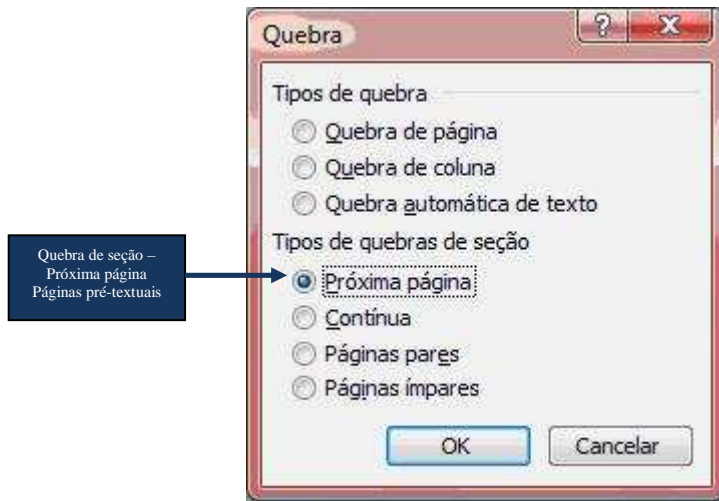 Quebra
Tipos de quebra
Quebra de página
Quebra de coluna
Quebra automática de texto
Tipos de quebras de seção
Quebra de seção –
Próxima página
Páginas pré-textuais
Próxima página
Contínua
Páginas pares
Páginas ímpares
OK
Cancelar